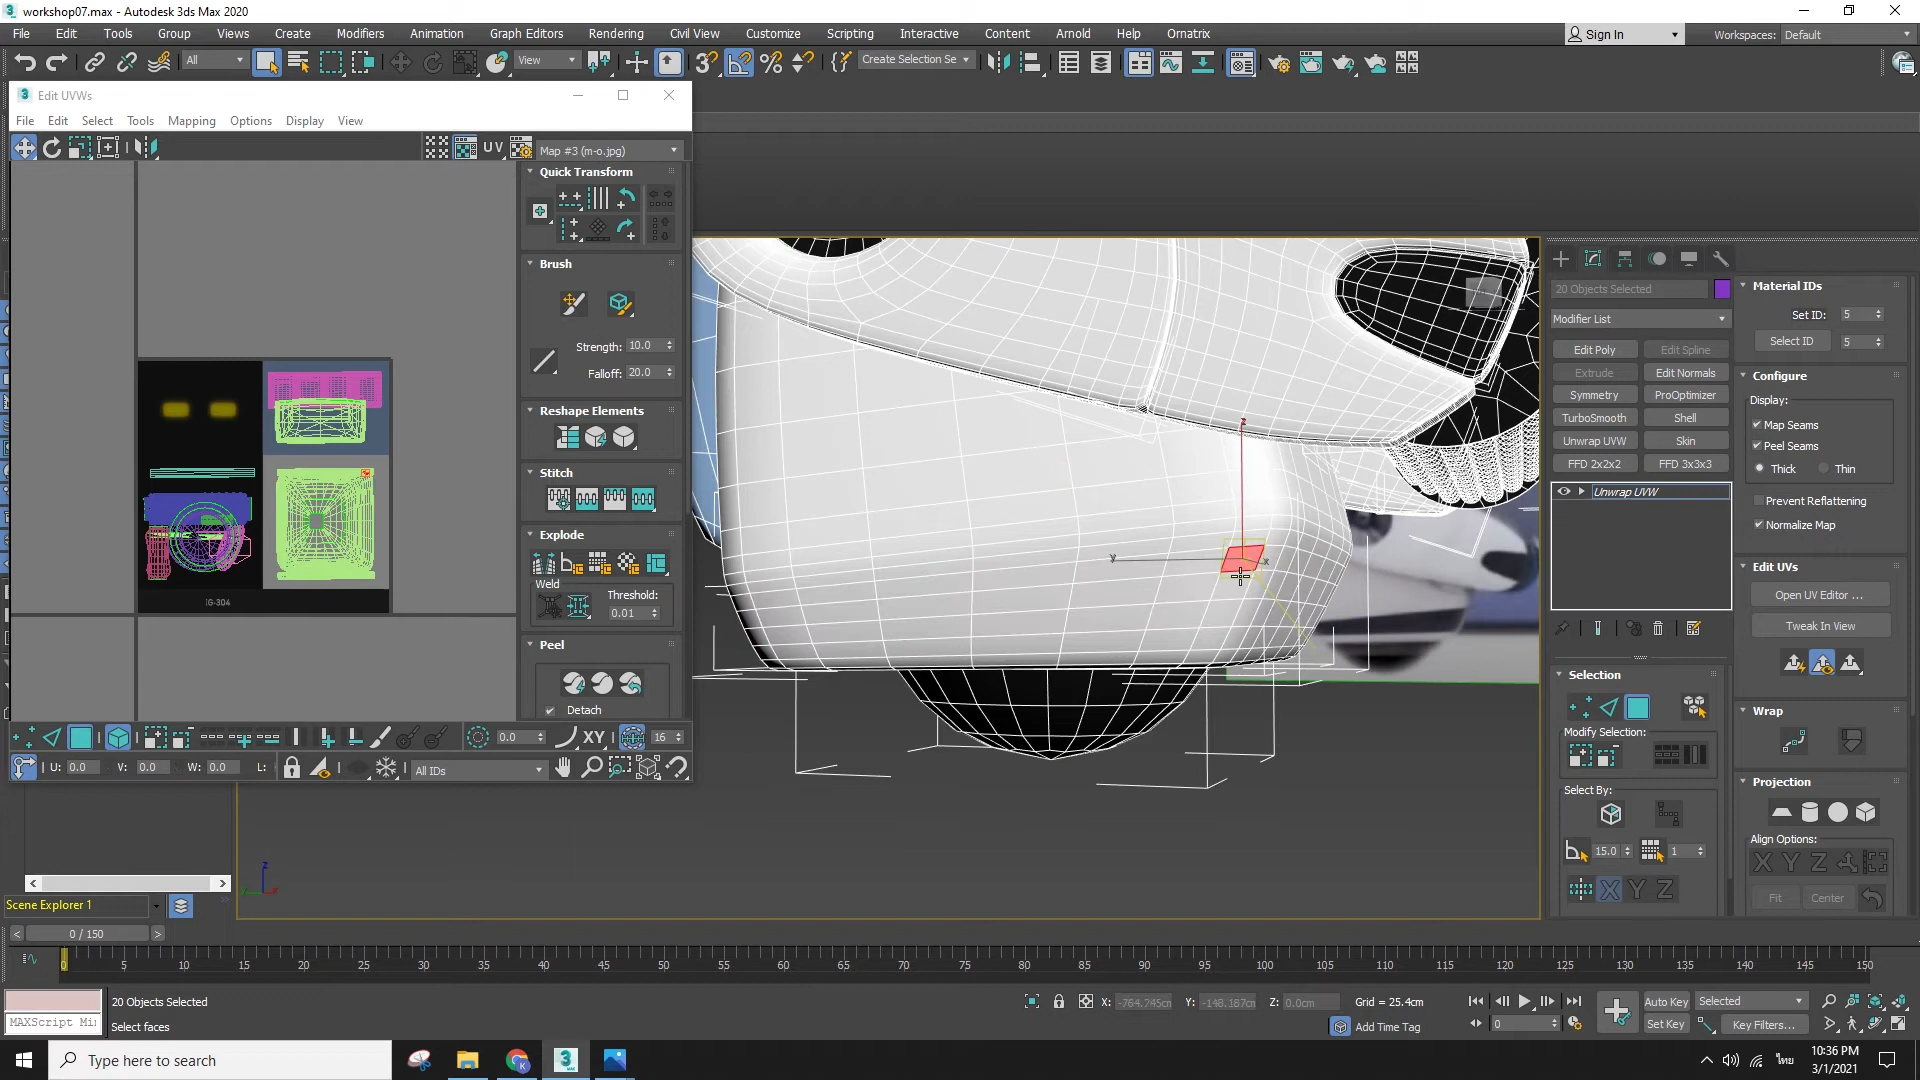 workshop07.max - Autodesk 3ds Max 2020
File Edit Tools Group Views Create Modifiers Animation Graph Editors Rendering Civil View Customize Scripting Interactive Content Arnold Help Ornatrix
Sign In
Workspaces: Default
All
View
Create Selection Se
Edit UVWs
File Edit Select Tools Mapping Options Display View
UV
Map #3 (m-o.jpg)
Quick Transform
Brush
Strength: 10.0
Falloff: 20.0
Reshape Elements
Stitch
Explode
Weld
Threshold:
0.01
Peel
Detach
IG-304
0.0
XY
16
U: 0.0 V: 0.0 W: 0.0 L:
All IDs
20 Objects Selected
Modifier List
Edit Poly
Edit Spline
Extrude
Edit Normals
Symmetry
ProOptimizer
TurboSmooth
Shell
Unwrap UVW
Skin
FFD 2x2x2
FFD 3x3x3
Unwrap UVW
Selection
Modify Selection:
Select By:
15.0
1
X Y Z
Material IDs
Set ID: 5
Select ID 5
Configure
Display:
Map Seams
Peel Seams
Thick Thin
Prevent Reflattening
Normalize Map
Edit UVs
Open UV Editor ...
Tweak In View
Wrap
Projection
Align Options:
X Y Z
Fit Center
z
y
x
z
x
Scene Explorer 1
0 / 150
0 5 10 15 20 25 30 35 40 45 50 55 60 65 70 75 80 85 90 95 100 105 110 115 120 125 130 135 140 145 150
20 Objects Selected
MAXScript Mi
Select faces
X: -764.245cm Y: -148.187cm Z: 0.0cm Grid = 25.4cm
Add Time Tag
0
Auto Key
Selected
Set Key
Key Filters...
Type here to search
ไทย
10:36 PM
3/1/2021